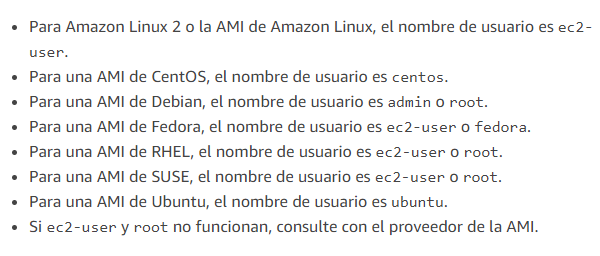 • Para Amazon Linux 2 o la AMI de Amazon Linux, el nombre de usuario es ec2-
user.
• Para una AMI de CentOS, el nombre de usuario es centos.
• Para una AMI de Debian, el nombre de usuario es admin o root.
• Para una AMI de Fedora, el nombre de usuario es ec2-user o fedora.
• Para una AMI de RHEL, el nombre de usuario es ec2-user o root.
• Para una AMI de SUSE, el nombre de usuario es ec2-user o root.
• Para una AMI de Ubuntu, el nombre de usuario es ubuntu.
• Si ec2-user y root no funcionan, consulte con el proveedor de la AMI.